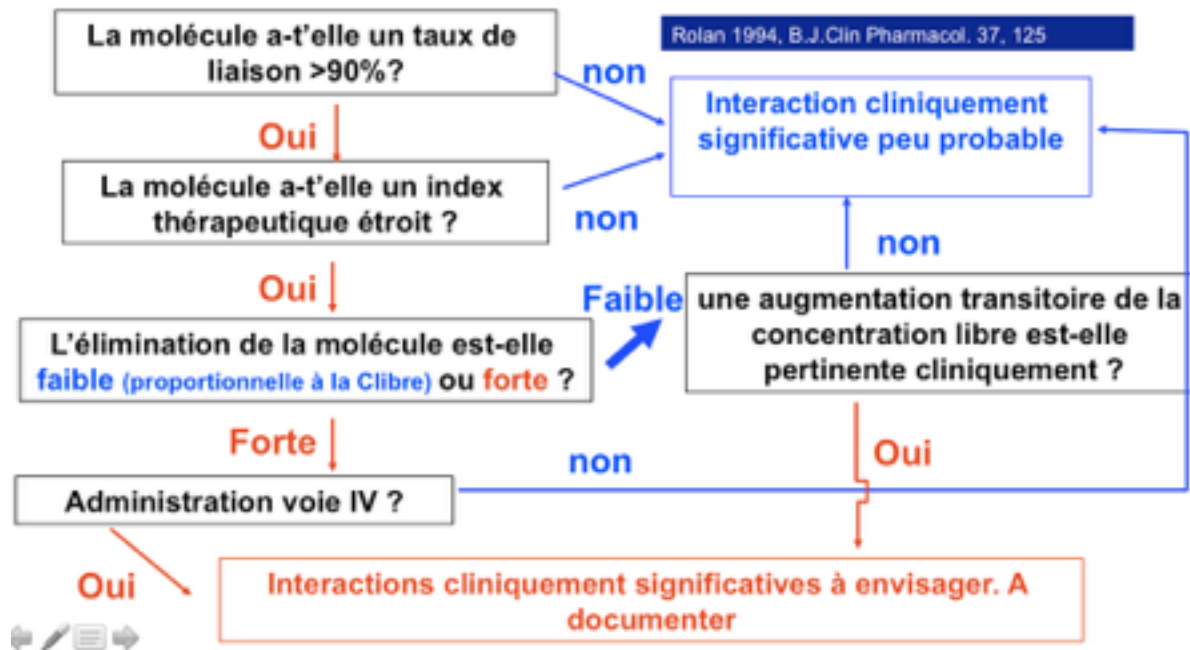 La molécule a-t'elle un taux de
liaison >90%?
Rolan 1994, B.J.Clin Pharmacol. 37, 125
non
Interaction cliniquement
significative peu probable
Oui
La molécule a-t'elle un index
thérapeutique étroit ?
non
non
Oui
Faible
une augmentation transitoire de la
concentration libre est-elle
pertinente cliniquement ?
L'élimination de la molécule est-elle
faible (proportionnelle à la Clibre) ou forte ?
Forte
non
Oui
Administration voie IV ?
Oui
Interactions cliniquement significatives à envisager. A
documenter